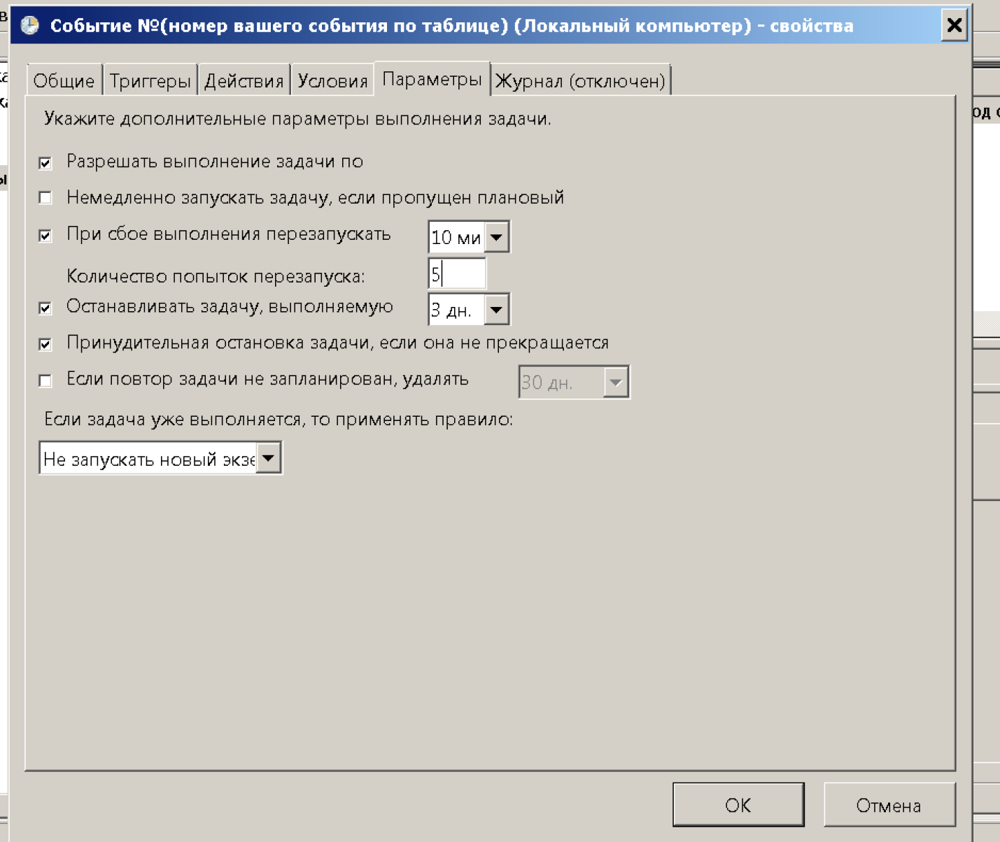 Событие №(номер вашего события по таблице) (Локальный компьютер) - свойства
Общие Триггеры Действия Условия Параметры Журнал (отключен)
Укажите дополнительные параметры выполнения задачи.
Разрешать выполнение задачи по
Немедленно запускать задачу, если пропущен плановый
При сбое выполнения перезапускать 10 ми
Количество попыток перезапуска: 5
Останавливать задачу, выполняемую 3 дн.
Принудительная остановка задачи, если она не прекращается
Если повтор задачи не запланирован, удалять 30 дн.
Если задача уже выполняется, то применять правило:
Не запускать новый экзе
ОК Отмена